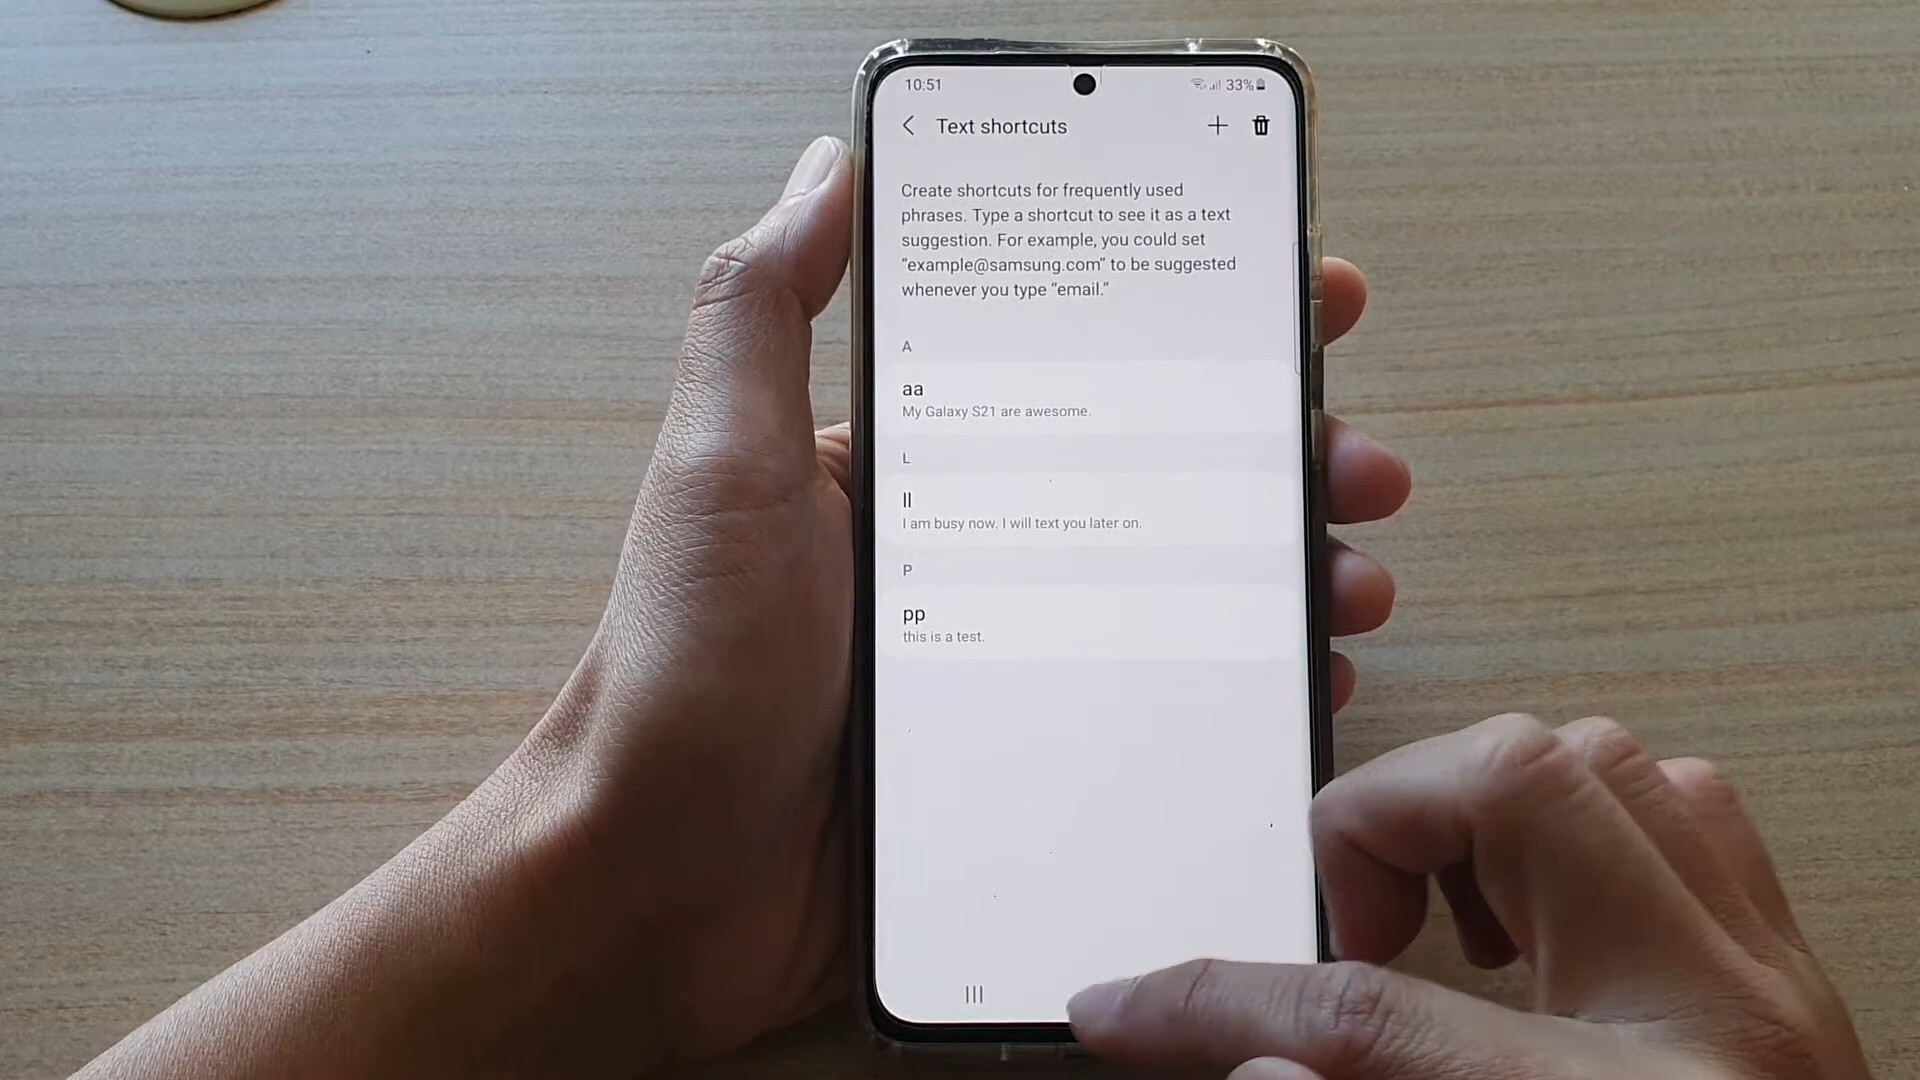 10:51
33%
Text shortcuts
Create shortcuts for frequently used
phrases. Type a shortcut to see it as a text
suggestion. For example, you could set
“example@samsung.com” to be suggested
whenever you type “email.”
A
aa
My Galaxy S21 are awesome.
L
ll
I am busy now. I will text you later on.
P
pp
this is a test.